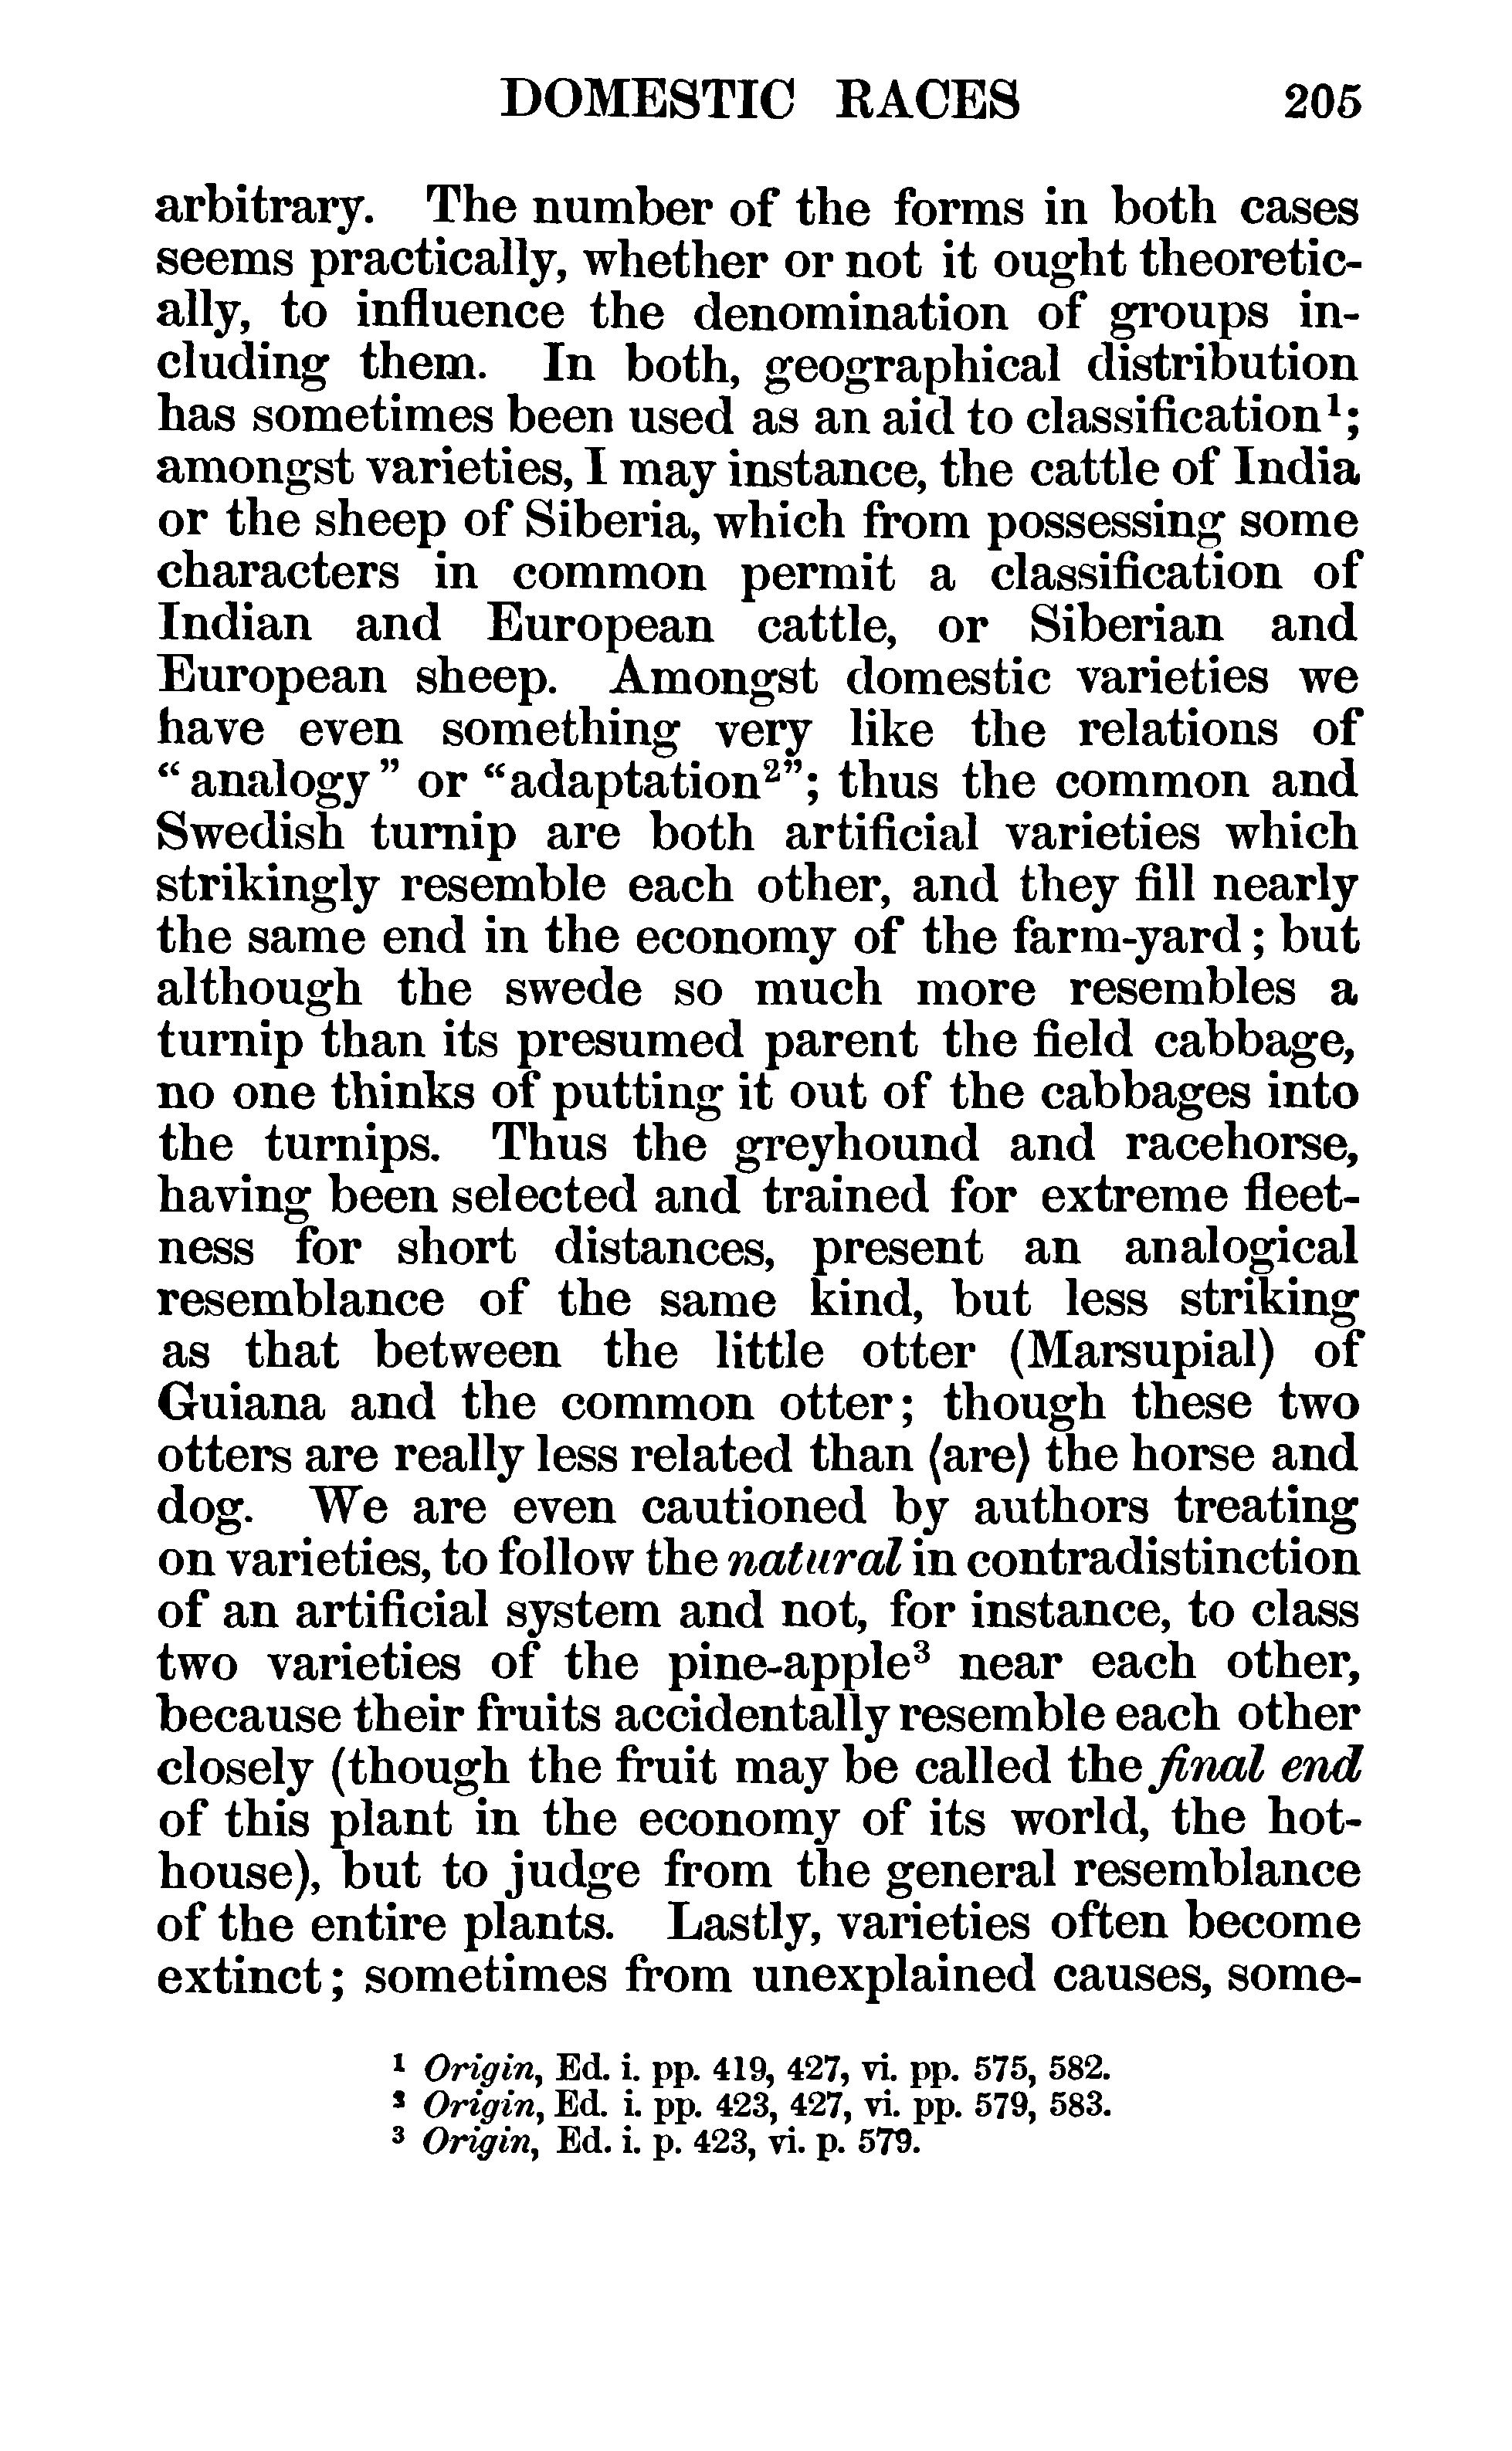 DOMESTIC RACES 205
arbitrary. The number of the forms in both cases
seems practically, whether or not it ought theoretic-
ally, to influence the denomination of groups in-
cluding them. In both, geographical distribution
has sometimes been used as an aid to classification¹;
amongst varieties, I may instance, the cattle of India
or the sheep of Siberia, which from possessing some
characters in common permit a classification of
Indian and European cattle, or Siberian and
European sheep. Amongst domestic varieties we
have even something very like the relations of
“analogy” or “adaptation²”; thus the common and
Swedish turnip are both artificial varieties which
strikingly resemble each other, and they fill nearly
the same end in the economy of the farm-yard; but
although the swede so much more resembles a
turnip than its presumed parent the field cabbage,
no one thinks of putting it out of the cabbages into
the turnips. Thus the greyhound and racehorse,
having been selected and trained for extreme fleet-
ness for short distances, present an analogical
resemblance of the same kind, but less striking
as that between the little otter (Marsupial) of
Guiana and the common otter; though these two
otters are really less related than ⟨are⟩ the horse and
dog. We are even cautioned by authors treating
on varieties, to follow the natural in contradistinction
of an artificial system and not, for instance, to class
two varieties of the pine-apple³ near each other,
because their fruits accidentally resemble each other
closely (though the fruit may be called the final end
of this plant in the economy of its world, the hot-
house), but to judge from the general resemblance
of the entire plants. Lastly, varieties often become
extinct; sometimes from unexplained causes, some-
¹ Origin, Ed. i. pp. 419, 427, vi. pp. 575, 582.
² Origin, Ed. i. pp. 423, 427, vi. pp. 579, 583.
³ Origin, Ed. i. p. 423, vi. p. 579.